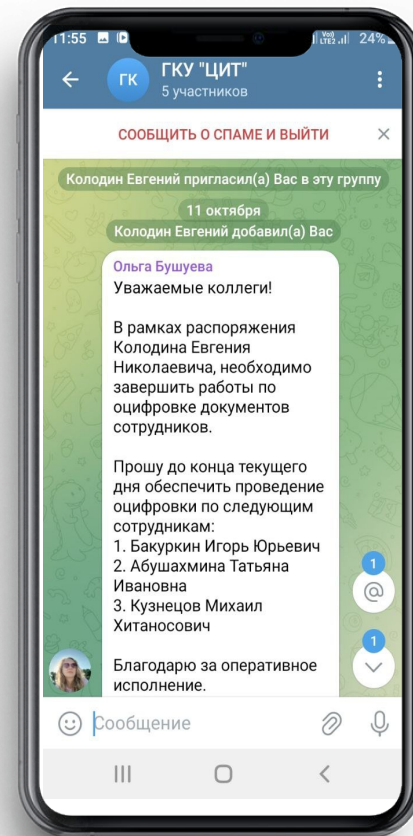 11:55 24%
ГК
ГКУ "ЦИТ"
5 участников
СООБЩИТЬ О СПАМЕ И ВЫЙТИ
Колодин Евгений пригласил(а) Вас в эту группу
11 октября
Колодин Евгений добавил(а) Вас
Ольга Бушуева
Уважаемые коллеги!
В рамках распоряжения
Колодина Евгения
Николаевича, необходимо
завершить работы по
оцифровке документов
сотрудников.
Прошу до конца текущего
дня обеспечить проведение
оцифровки по следующим
сотрудникам:
1. Бакуркин Игорь Юрьевич
2. Абушахмина Татьяна
Ивановна
3. Кузнецов Михаил
Хитаносович
1
@
1
Благодарю за оперативное
исполнение.
Сообщение